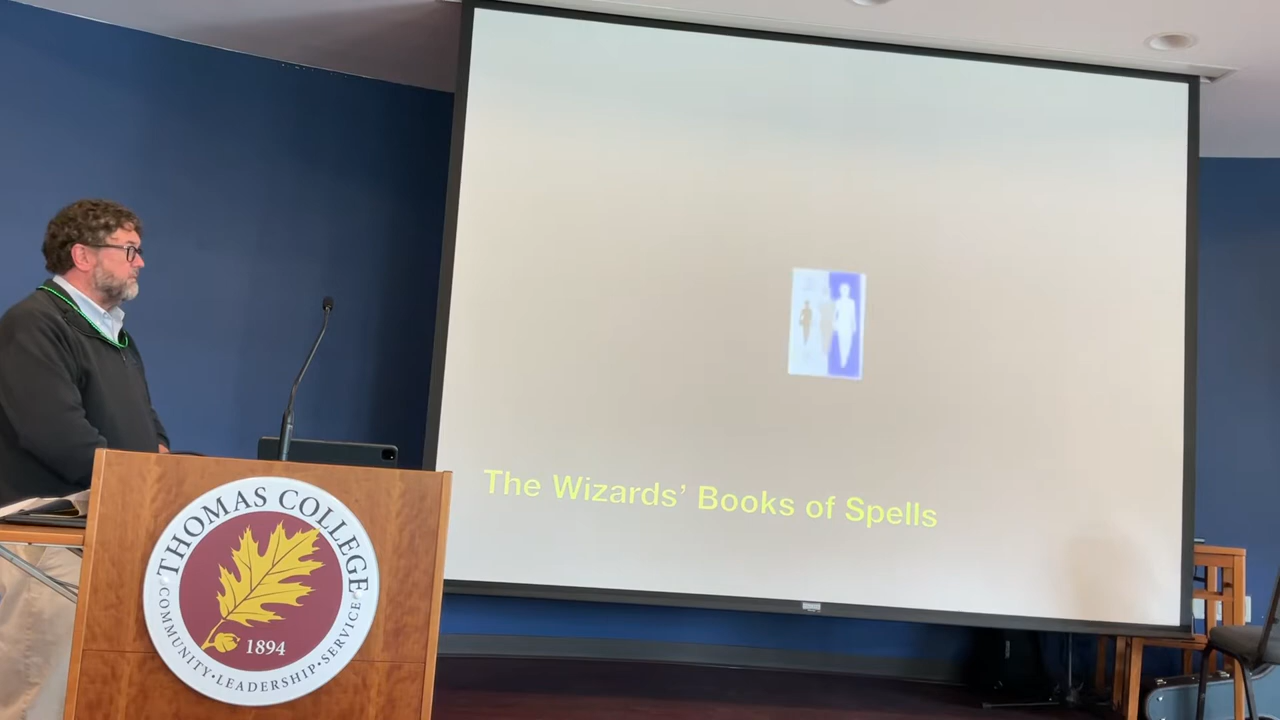 The Wizards’ Books of Spells
THOMAS COLLEGE
1894
COMMUNITY•LEADERSHIP•SERVICE